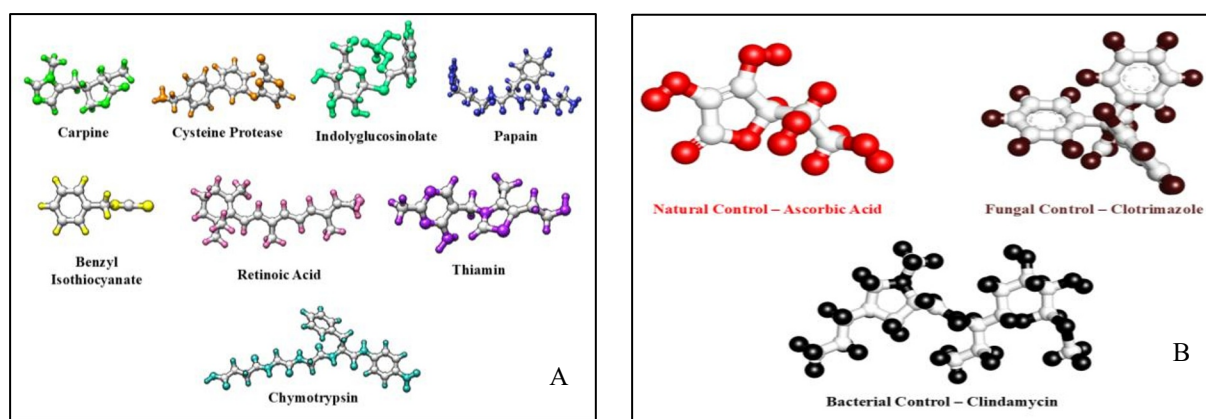 Carpine
Cysteine Protease
Indolyglucosinolate
Papain
Benzyl
Isothiocyanate
Retinoic Acid
Thiamin
Chymotrypsin
A
Natural Control – Ascorbic Acid
Fungal Control – Clotrimazole
Bacterial Control – Clindamycin
B